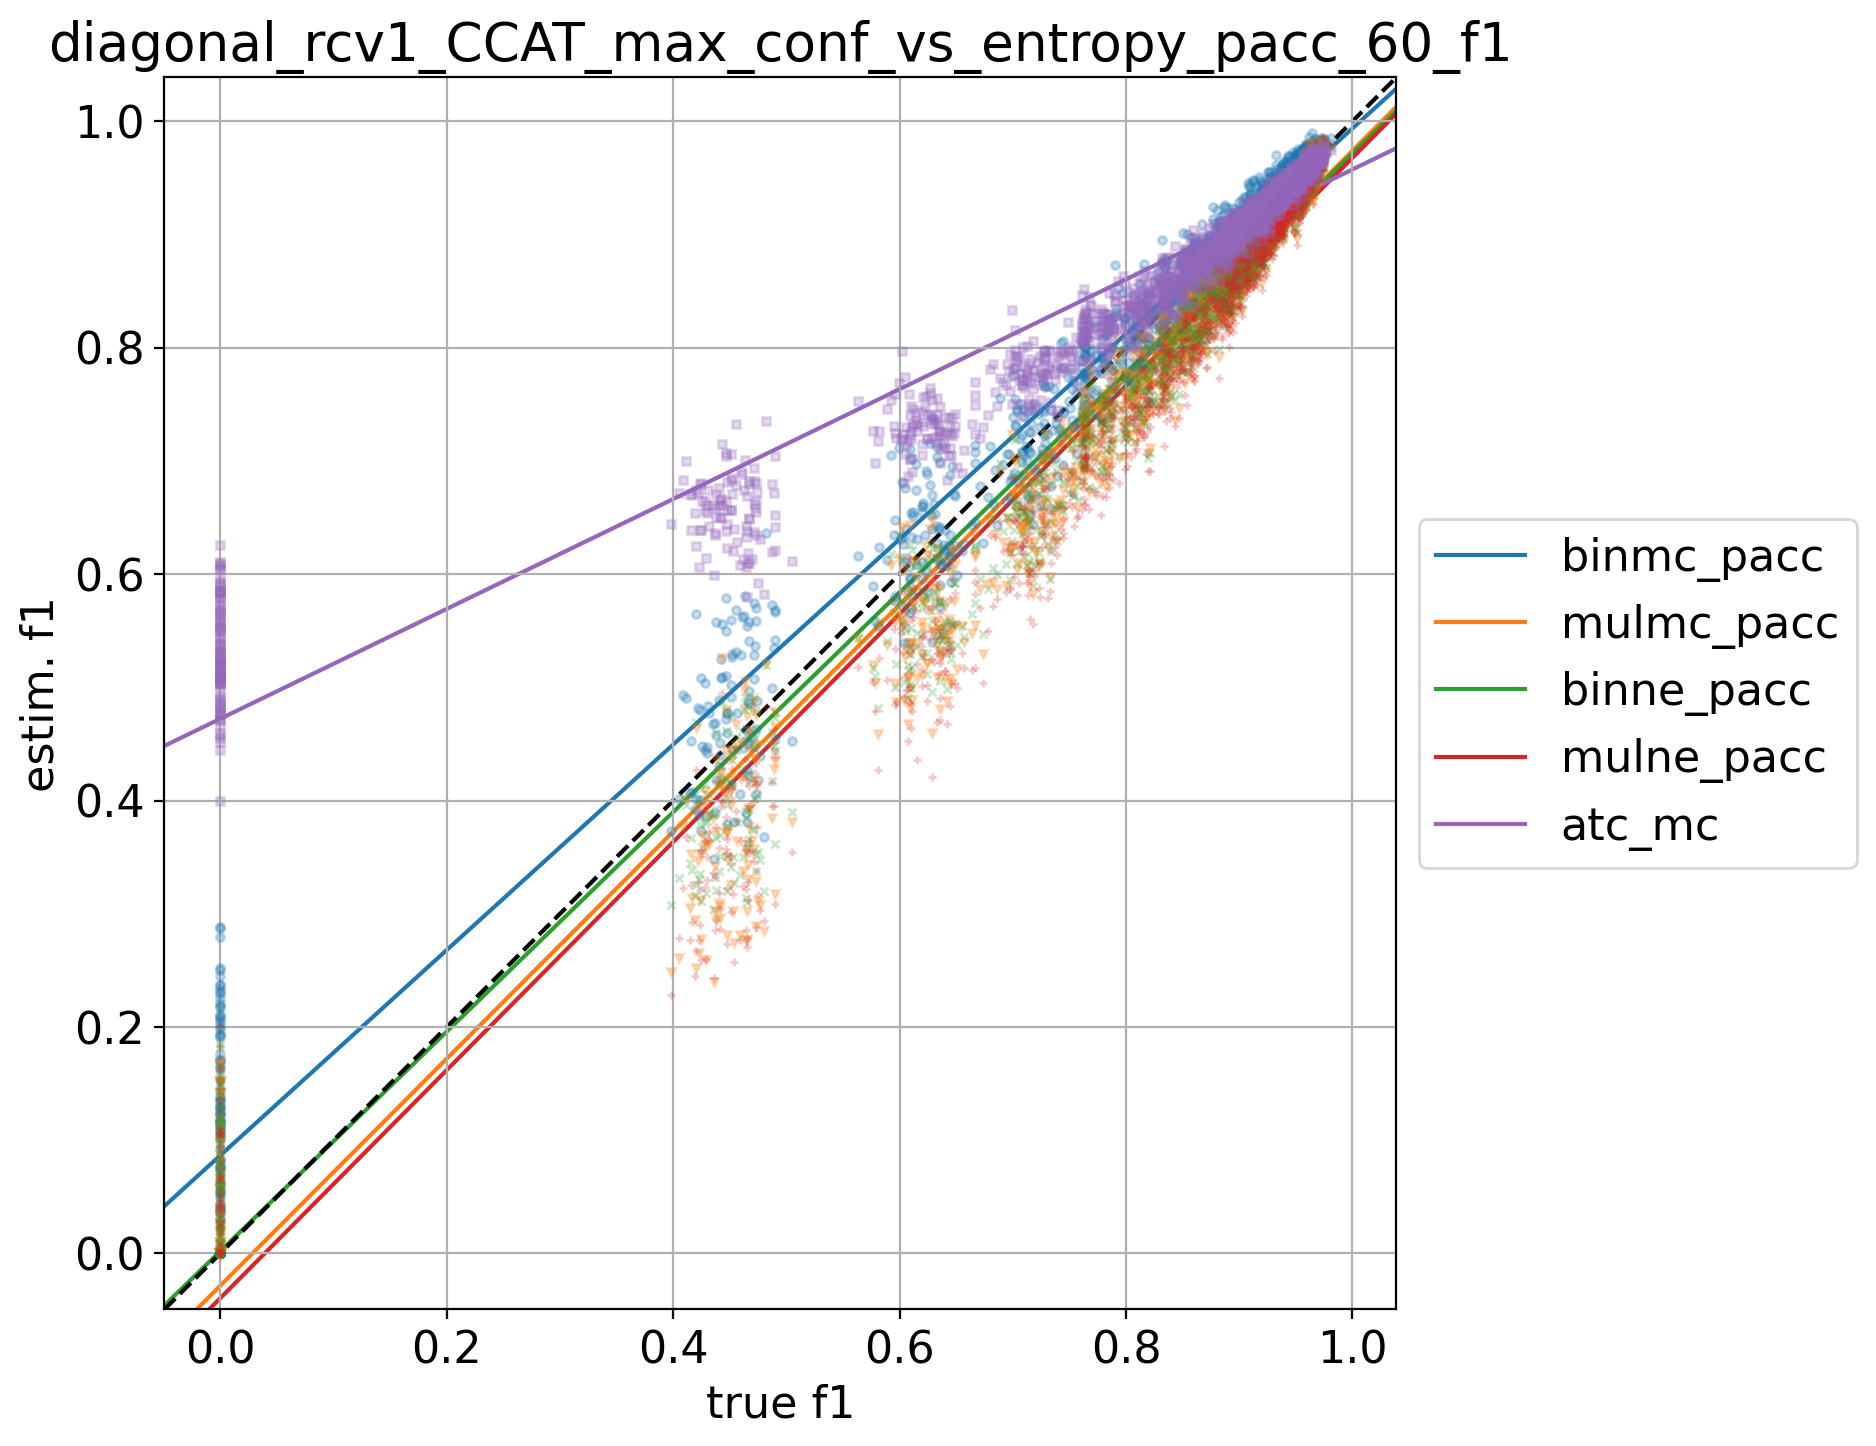 diagonal_rcv1_CCAT_max_conf_vs_entropy_pacc_60_f1
estim. f1
1.0
0.8
0.6
0.4
0.2
0.0
0.0
0.2
0.4
0.6
0.8
1.0
true f1
binmc_pacc
mulmc_pacc
binne_pacc
mulne_pacc
atc_mc